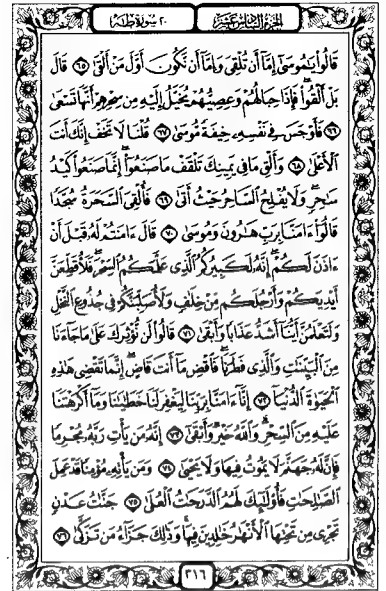 الجزء السادس عشر
٢٠ سورة طه
قَالُوا۟ يَٰمُوسَىٰٓ إِمَّآ أَن تُلْقِىَ وَإِمَّآ أَن نَّكُونَ أَوَّلَ مَنْ أَلْقَىٰ ٦٥ قَالَ
بَلْ أَلْقُوا۟ فَإِذَا حِبَالُهُمْ وَعِصِيُّهُمْ يُخَيَّلُ إِلَيْهِ مِن سِحْرِهِمْ أَنَّهَا تَسْعَىٰ
٦٦ فَأَوْجَسَ فِى نَفْسِهِۦ خِيفَةً مُّوسَىٰ ٦٧ قُلْنَا لَا تَخَفْ إِنَّكَ أَنتَ
ٱلْأَعْلَىٰ ٦٨ وَأَلْقِ مَا فِى يَمِينِكَ تَلْقَفْ مَا صَنَعُوٓا۟ إِنَّمَا صَنَعُوا۟ كَيْدُ
سَٰحِرٍ وَلَا يُفْلِحُ ٱلسَّاحِرُ حَيْثُ أَتَىٰ ٦٩ فَأُلْقِىَ ٱلسَّحَرَةُ سُجَّدًا
قَالُوٓا۟ ءَامَنَّا بِرَبِّ هَٰرُونَ وَمُوسَىٰ ٧٠ قَالَ ءَامَنتُمْ لَهُۥ قَبْلَ أَنْ
ءَاذَنَ لَكُمْ إِنَّهُۥ لَكَبِيرُكُمُ ٱلَّذِى عَلَّمَكُمُ ٱلسِّحْرَ فَلَأُقَطِّعَنَّ
أَيْدِيَكُمْ وَأَرْجُلَكُم مِّنْ خِلَٰفٍ وَلَأُصَلِّبَنَّكُمْ فِى جُذُوعِ ٱلنَّخْلِ
وَلَتَعْلَمُنَّ أَيُّنَآ أَشَدُّ عَذَابًا وَأَبْقَىٰ ٧١ قَالُوا۟ لَن نُّؤْثِرَكَ عَلَىٰ مَا جَآءَنَا
مِنَ ٱلْبَيِّنَٰتِ وَٱلَّذِى فَطَرَنَا فَٱقْضِ مَآ أَنتَ قَاضٍ إِنَّمَا تَقْضِى هَٰذِهِ
ٱلْحَيَوٰةَ ٱلدُّنْيَآ ٧٢ إِنَّآ ءَامَنَّا بِرَبِّنَا لِيَغْفِرَ لَنَا خَطَٰيَٰنَا وَمَآ أَكْرَهْتَنَا
عَلَيْهِ مِنَ ٱلسِّحْرِ وَٱللَّهُ خَيْرٌ وَأَبْقَىٰٓ ٧٣ إِنَّهُۥ مَن يَأْتِ رَبَّهُۥ مُجْرِمًا
فَإِنَّ لَهُۥ جَهَنَّمَ لَا يَمُوتُ فِيهَا وَلَا يَحْيَىٰ ٧٤ وَمَن يَأْتِهِۦ مُؤْمِنًا قَدْ عَمِلَ
ٱلصَّٰلِحَٰتِ فَأُو۟لَٰٓئِكَ لَهُمُ ٱلدَّرَجَٰتُ ٱلْعُلَىٰ ٧٥ جَنَّٰتُ عَدْنٍ
تَجْرِى مِن تَحْتِهَا ٱلْأَنْهَٰرُ خَٰلِدِينَ فِيهَا وَذَٰلِكَ جَزَآءُ مَن تَزَكَّىٰ ٧٦
٣١٦